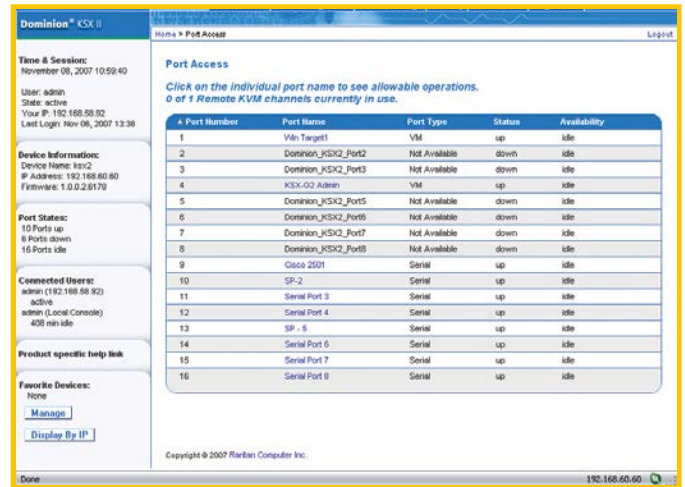 Dominion® KSX II
Home > Port Access
Logout
Time & Session:
November 08, 2007 10:59:40
User: admin
State: active
Your IP: 192.168.58.92
Last Login: Nov 06, 2007 13:38
Device Information:
Device Name: ksx2
IP Address: 192.168.60.60
Firmware: 1.0.0.2.6178
Port States:
10 Ports up
6 Ports down
16 Ports idle
Connected Users:
admin (192.168.58.92)
active
admin (Local Console)
408 min idle
Product specific help link
Favorite Devices:
None
Manage
Display By IP
Port Access
Click on the individual port name to see allowable operations.
0 of 1 Remote KVM channels currently in use.
▲ Port Number Port Name Port Type Status Availability
1 Win Target1 VM up idle
2 Dominion_KSX2_Port2 Not Available down idle
3 Dominion_KSX2_Port3 Not Available down idle
4 KSX-G2 Admin VM up idle
5 Dominion_KSX2_Port5 Not Available down idle
6 Dominion_KSX2_Port6 Not Available down idle
7 Dominion_KSX2_Port7 Not Available down idle
8 Dominion_KSX2_Port8 Not Available down idle
9 Cisco 2501 Serial up idle
10 SP-2 Serial up idle
11 Serial Port 3 Serial up idle
12 Serial Port 4 Serial up idle
13 SP - 5 Serial up idle
14 Serial Port 6 Serial up idle
15 Serial Port 7 Serial up idle
16 Serial Port 8 Serial up idle
Copyright © 2007 Raritan Computer Inc.
Done
192.168.60.60